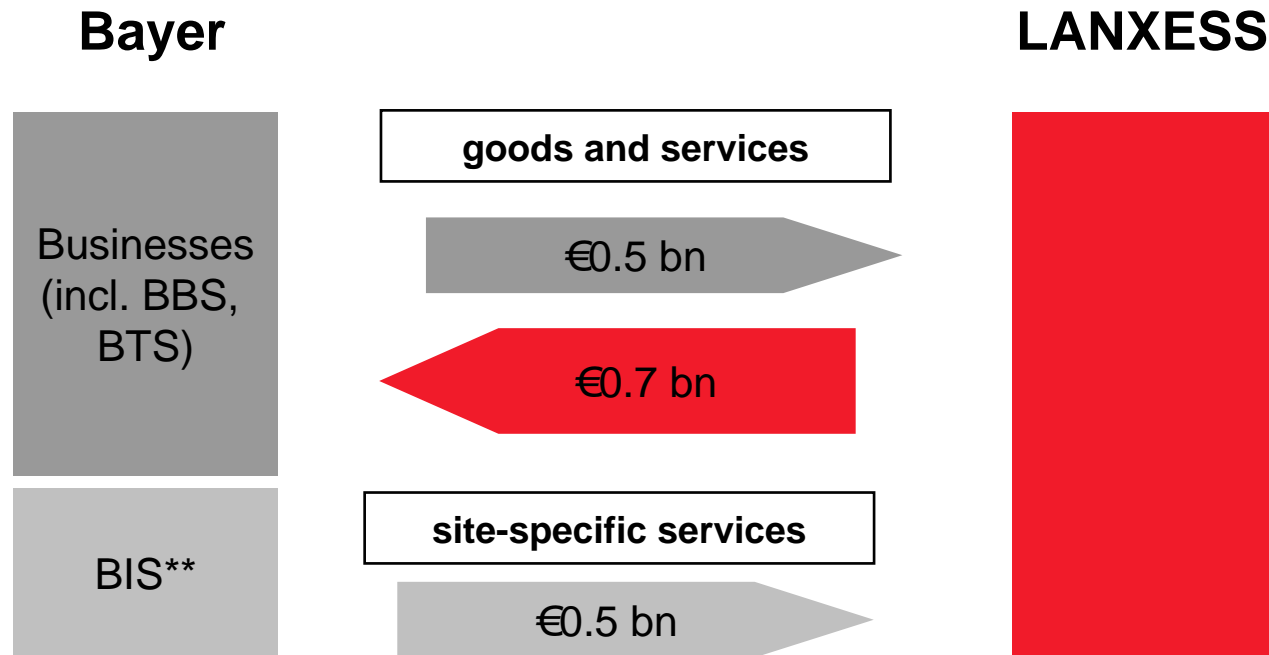 Bayer
LANXESS
goods and services
Businesses
(incl. BBS,
BTS)
€0.5 bn
€0.7 bn
site-specific services
BIS**
€0.5 bn